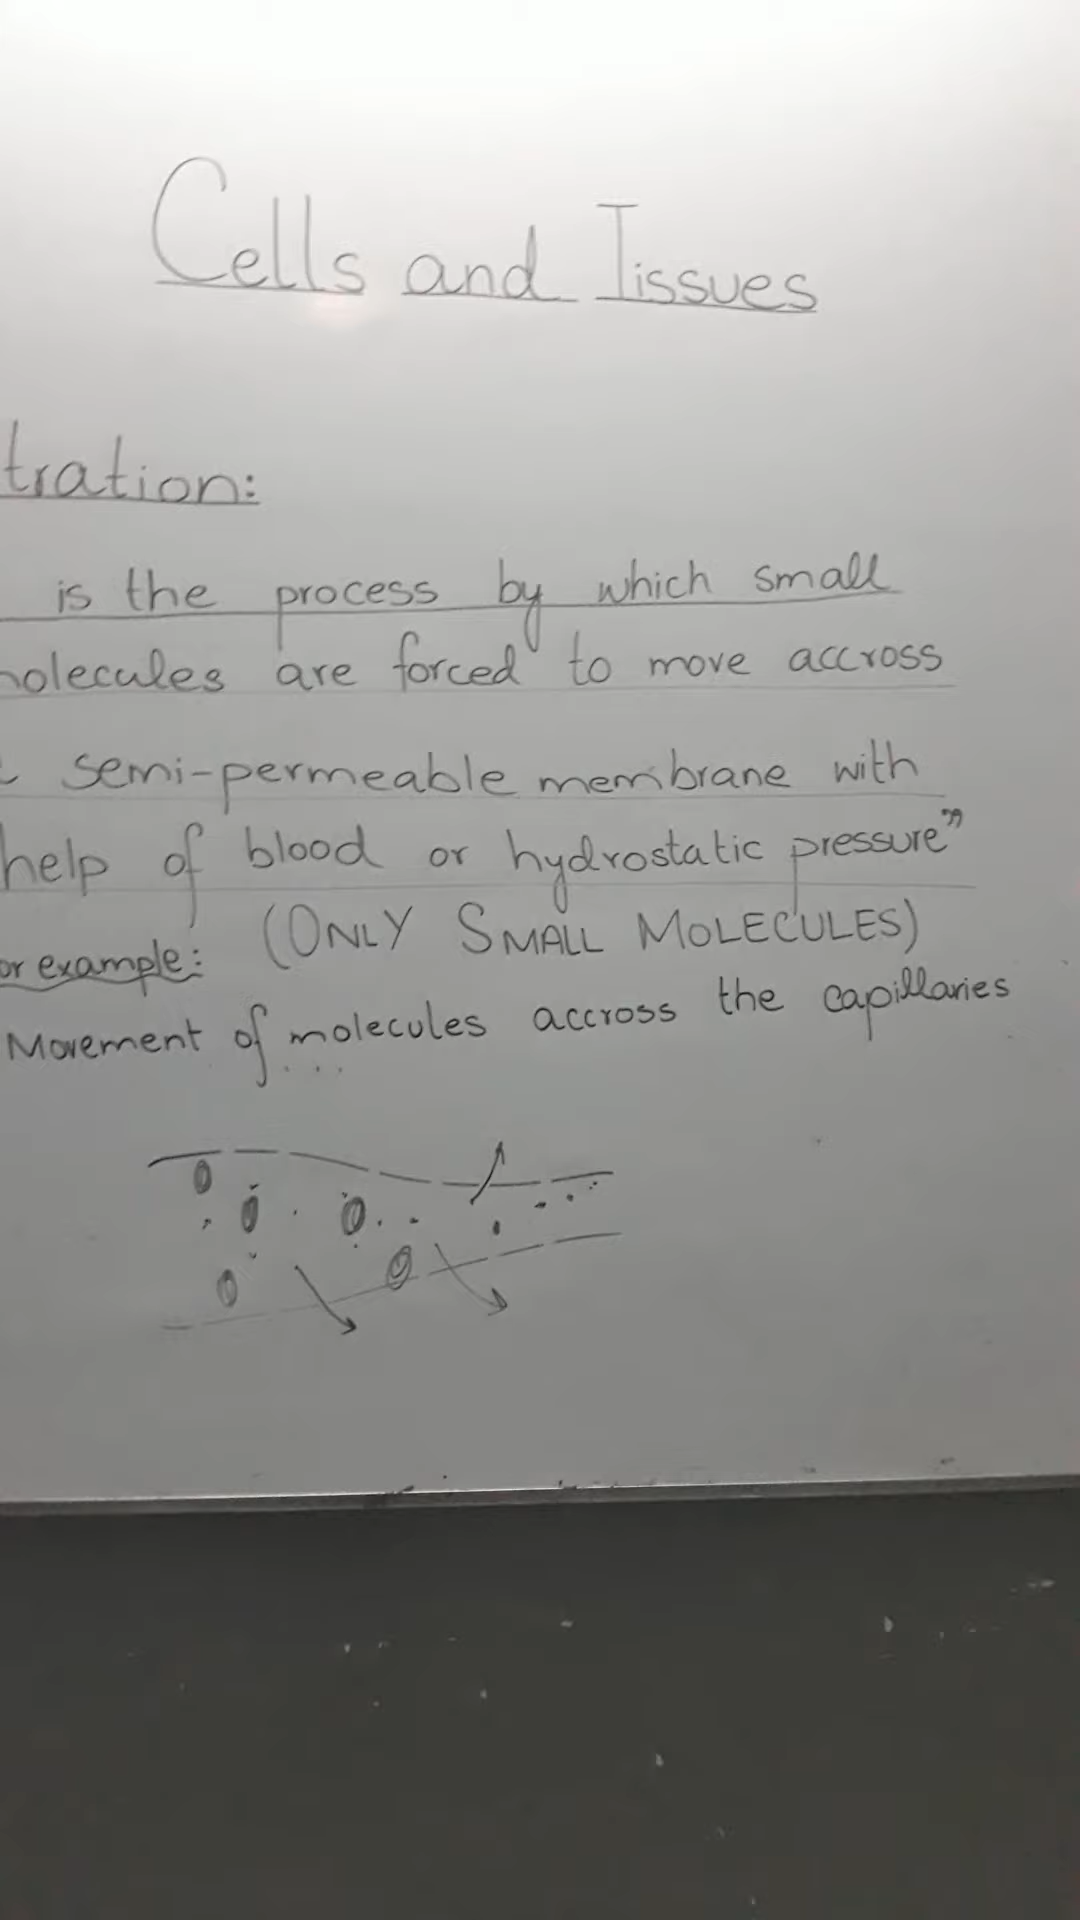 Cells and Tissues
tration:
is the process by which small
olecules are forced to move accross
semi-permeable membrane with
help of blood or hydrostatic pressure”
(ONLY SMALL MOLECULES)
or example:
Movement of molecules accross the capillaries
...